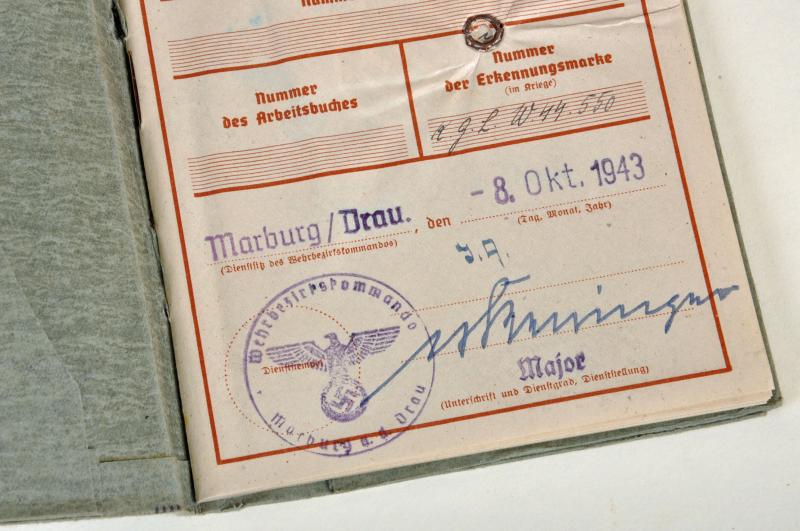 Nummer
des Arbeitsbuches
Nummer
der Erkennungsmarke
(im Kriege)
W 44.550
Marburg/Drau., den - 8. Okt. 1943
(Dienstsitz des Wehrbezirkskommandos) (Tag, Monat, Jahr)
J.A.
Wehrbezirkskommando
Dienststempel
Marburg a. d. Drau
Major
(Unterschrift und Dienstgrad, Dienststellung)